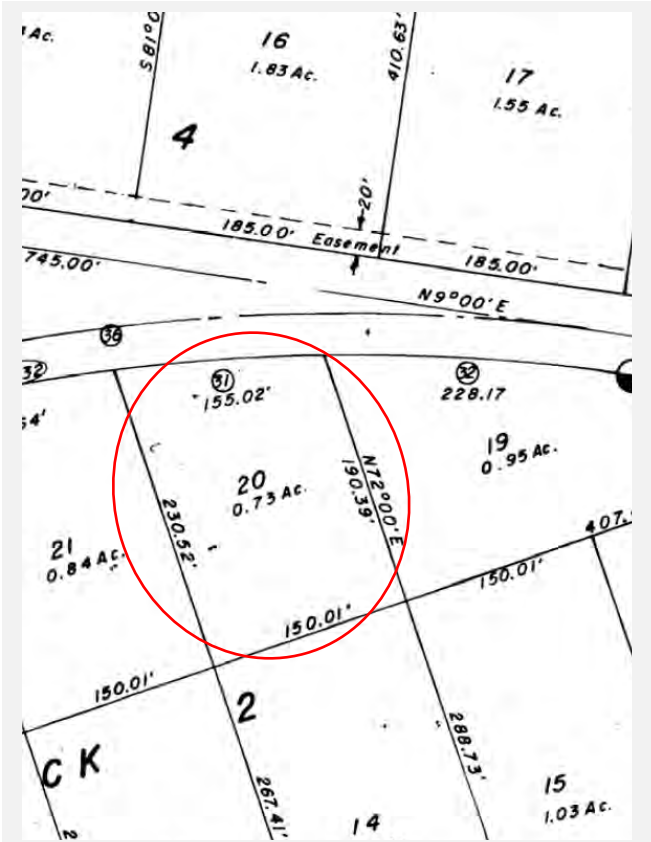 Ac.
S81°0
16
1.83 Ac.
410.63'
17
1.55 Ac.
4
20'
00'
185.00' Easement
185.00'
745.00'
N9°00'E
36
32
31
155.02'
32
228.17
54'
19
0.95 Ac.
20
0.73 Ac.
N72°00'E
190.39'
230.52'
407.
21
0.84 Ac.
150.01'
150.01'
150.01'
2
CK
288.73'
267.41'
15
1.03 Ac.
14
2